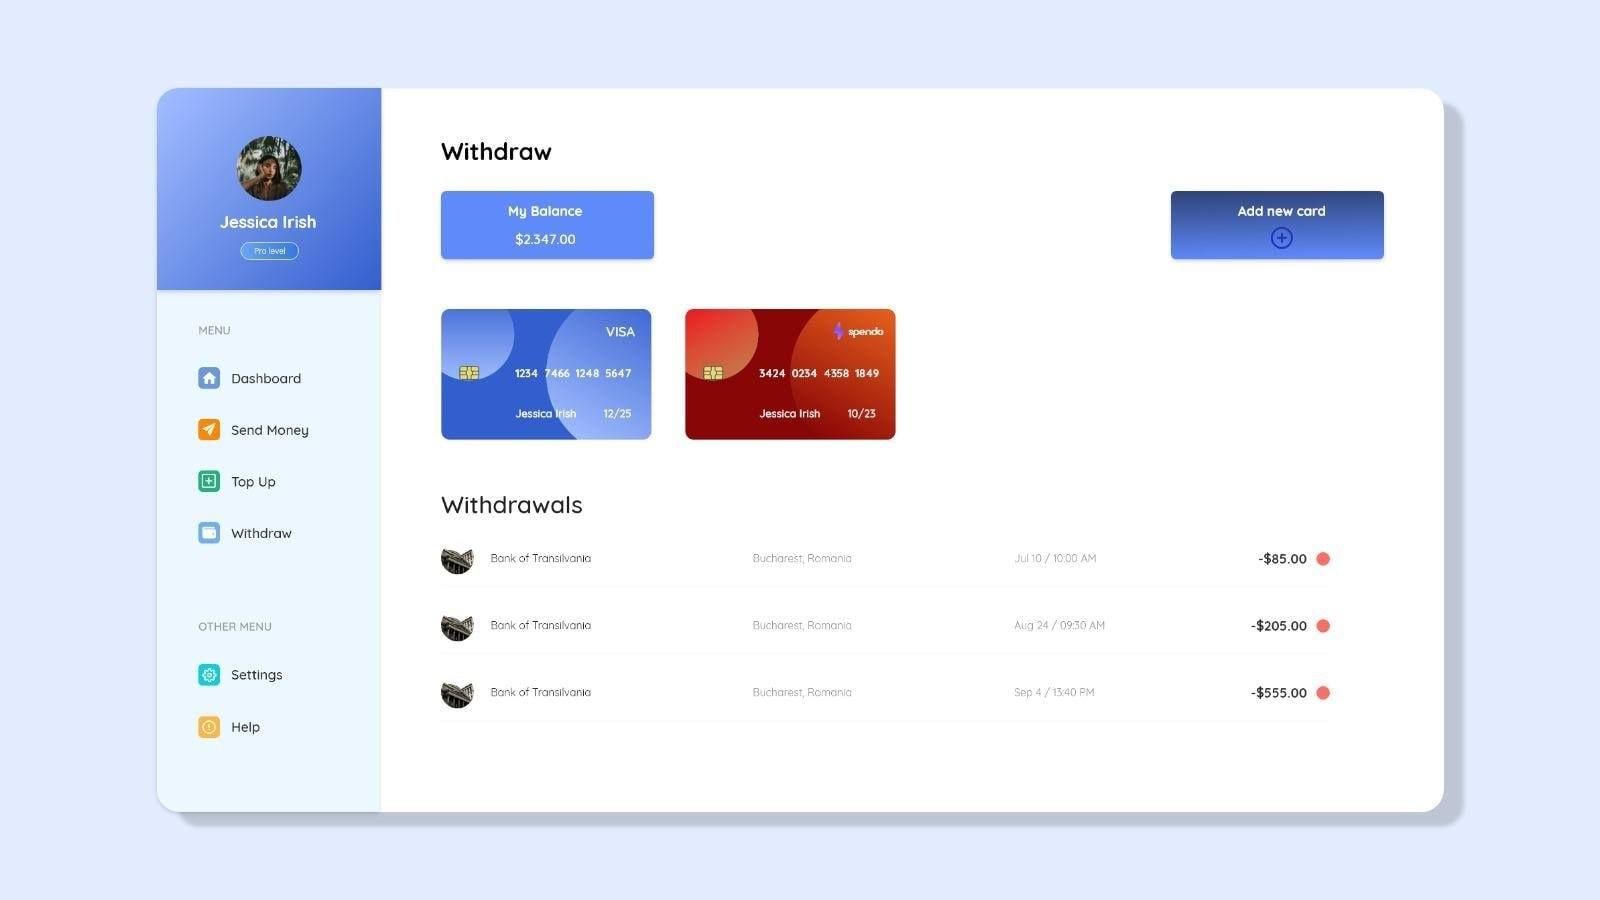 Jessica Irish
Pro level
MENU
Dashboard
Send Money
Top Up
Withdraw
OTHER MENU
Settings
Help
Withdraw
My Balance
$2.347.00
Add new card
VISA
1234 7466 1248 5647
Jessica Irish 12/25
spendo
3424 0234 4358 1849
Jessica Irish 10/23
Withdrawals
Bank of Transilvania Bucharest, Romania Jul 10 / 10:00 AM -$85.00
Bank of Transilvania Bucharest, Romania Aug 24 / 09:30 AM -$205.00
Bank of Transilvania Bucharest, Romania Sep 4 / 13:40 PM -$555.00